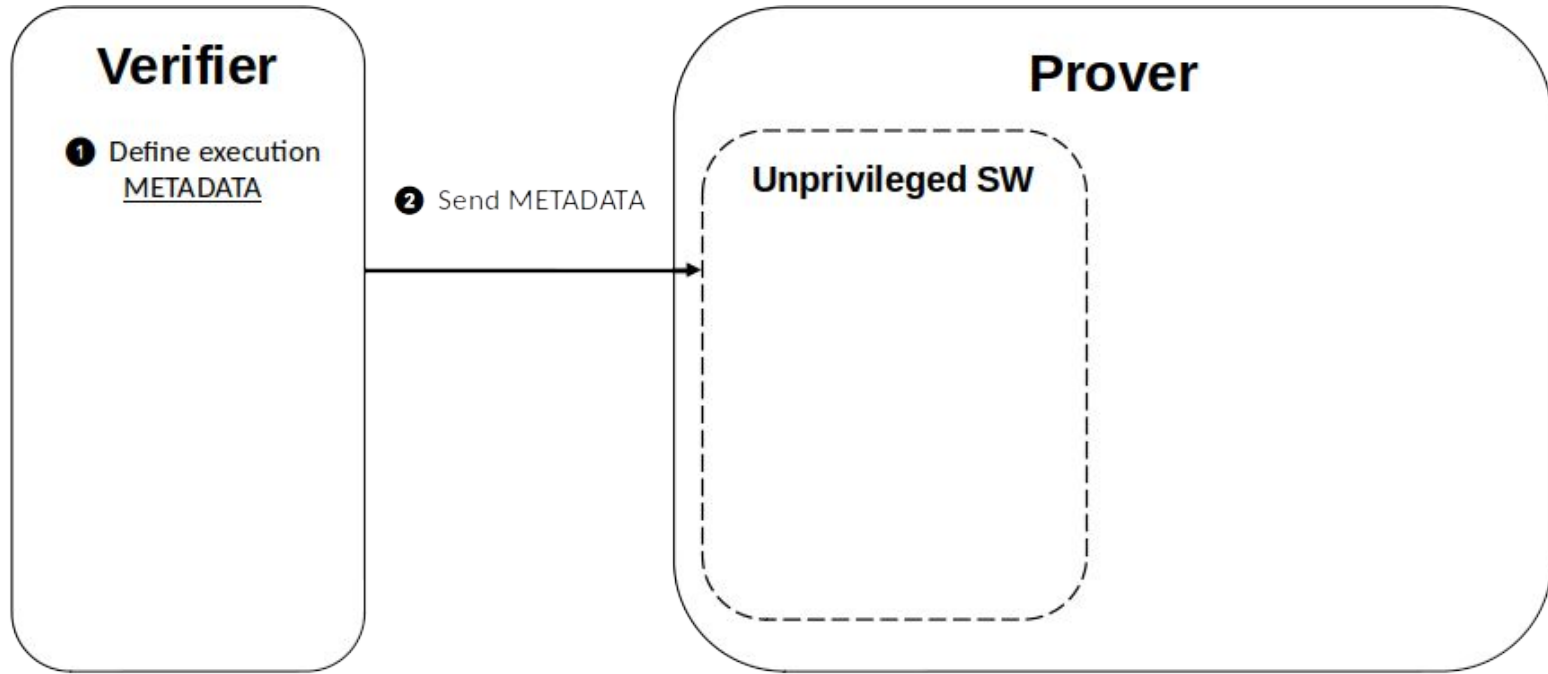 Verifier
❶ Define execution
METADATA
❷ Send METADATA
Prover
Unprivileged SW